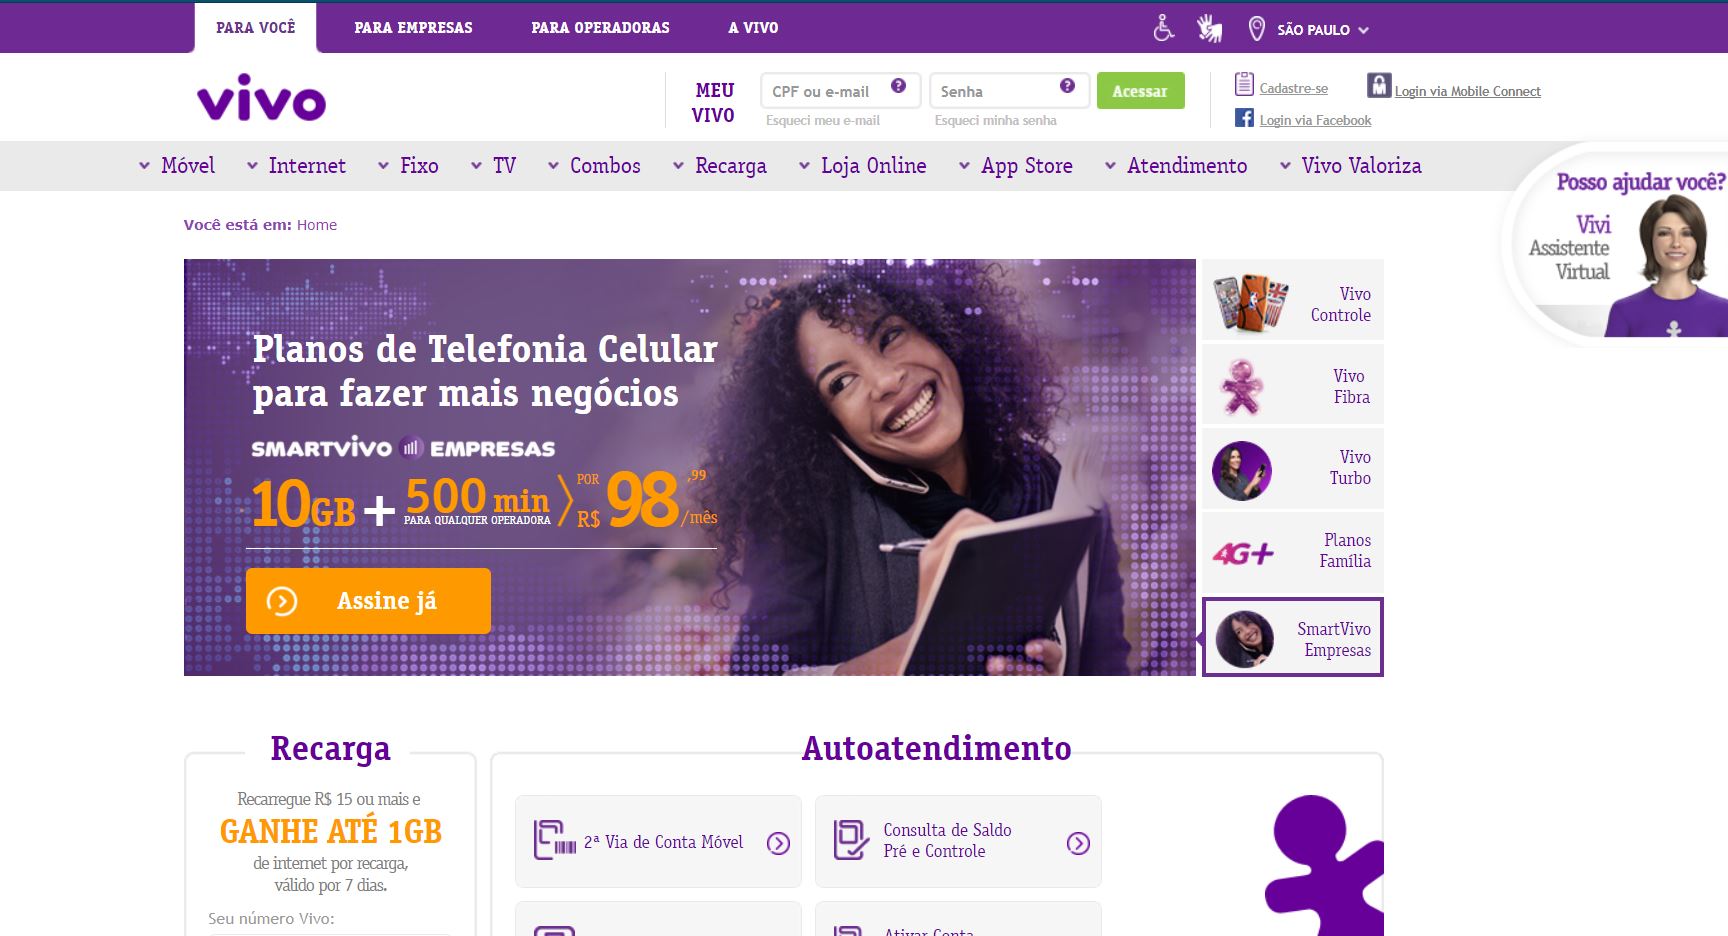 PARA VOCÊ
PARA EMPRESAS
PARA OPERADORAS
A VIVO
SÃO PAULO
vivo
MEU
VIVO
CPF ou e-mail ?
Senha ?
Acessar
Esqueci meu e-mail
Esqueci minha senha
Cadastre-se
Login via Mobile Connect
Login via Facebook
Móvel
Internet
Fixo
TV
Combos
Recarga
Loja Online
App Store
Atendimento
Vivo Valoriza
Posso ajudar você?
Vivi
Assistente
Virtual
Você está em: Home
Planos de Telefonia Celular
para fazer mais negócios
SMARTVIVO EMPRESAS
10GB + 500 min
PARA QUALQUER OPERADORA
POR
R$ 98,99/mês
Assine já
Vivo
Controle
Vivo
Fibra
Vivo
Turbo
4G+
Planos
Família
SmartVivo
Empresas
Recarga
Recarregue R$ 15 ou mais e
GANHE ATÉ 1GB
de internet por recarga,
válido por 7 dias.
Seu número Vivo:
Autoatendimento
2ª Via de Conta Móvel
Consulta de Saldo
Pré e Controle
Ativar Conta